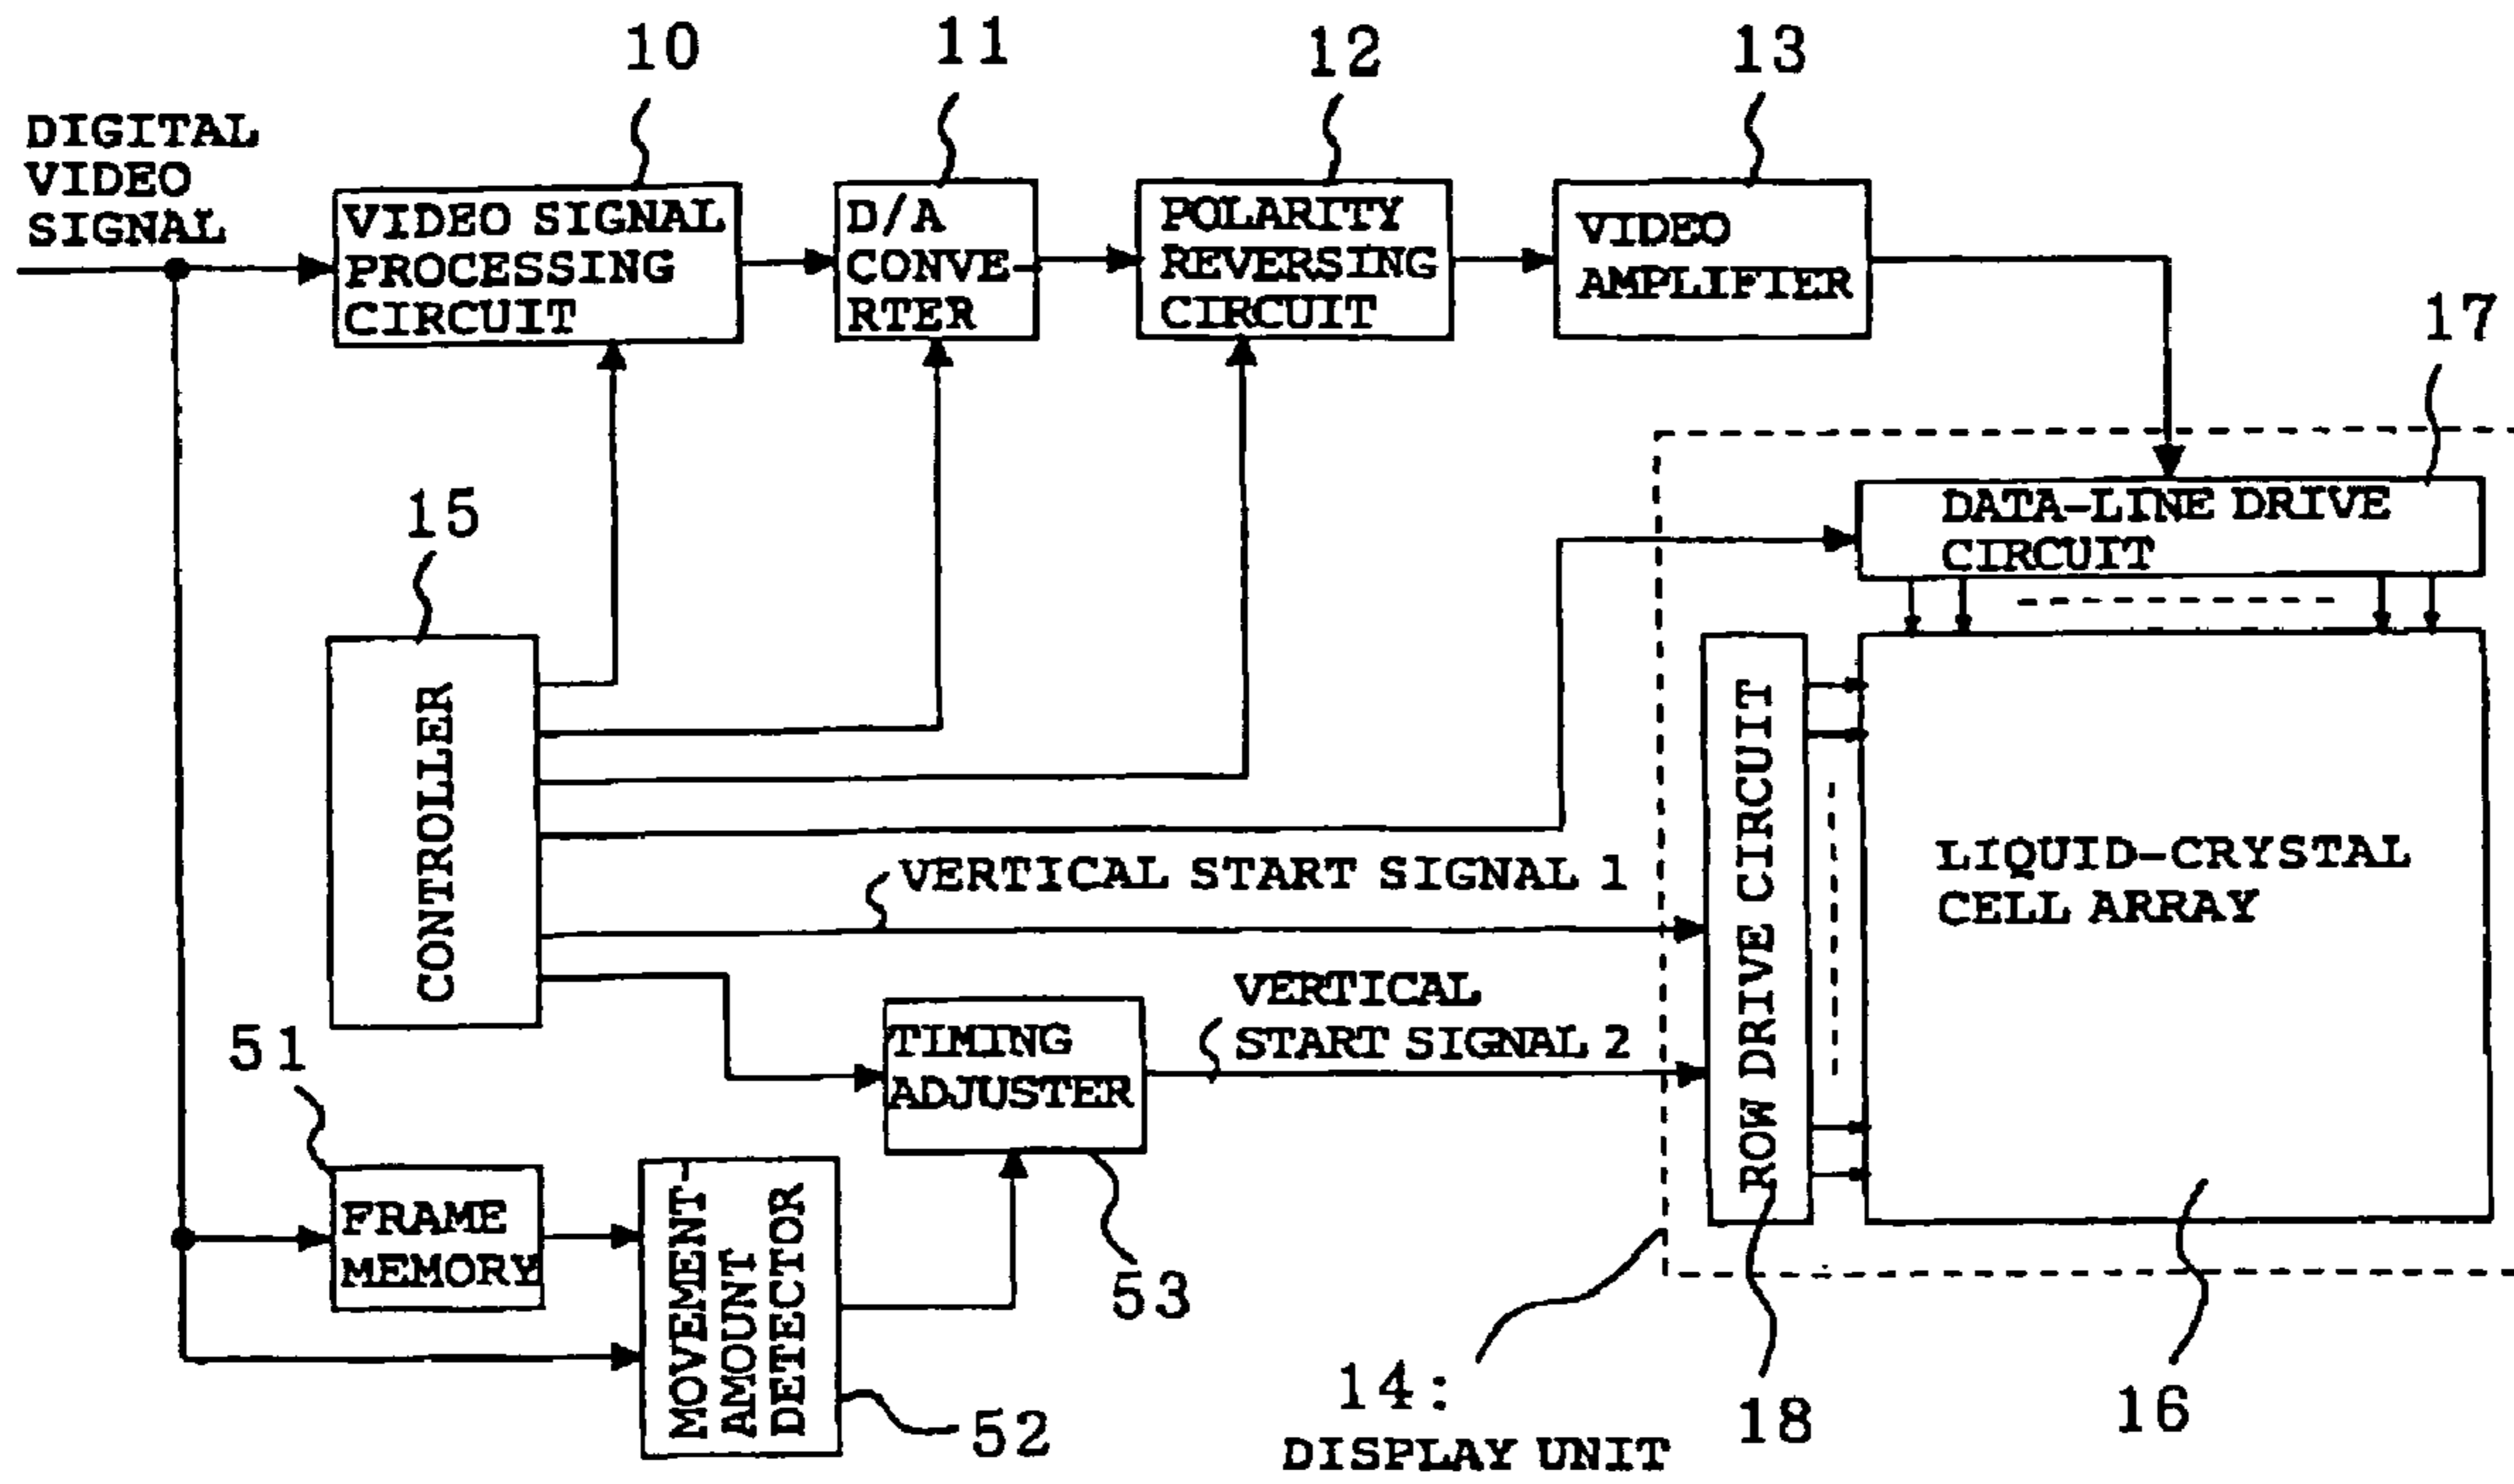 10
11
12
13
DIGITAL
VIDEO
SIGNAL
VIDEO SIGNAL
PROCESSING
CIRCUIT
D/A
CONVE-
RTER
POLARITY
REVERSING
CIRCUIT
VIDEO
AMPLIFIER
17
15
DATA-LINE DRIVE
CIRCUIT
CONTROLLER
ROW DRIVE CIRCUIT
LIQUID-CRYSTAL
CELL ARRAY
VERTICAL START SIGNAL 1
VERTICAL
START SIGNAL 2
TIMING
ADJUSTER
51
FRAME
MEMORY
MOVEMENT-
AMOUNT
DETECTOR
53
52
14:
DISPLAY UNIT
18
16